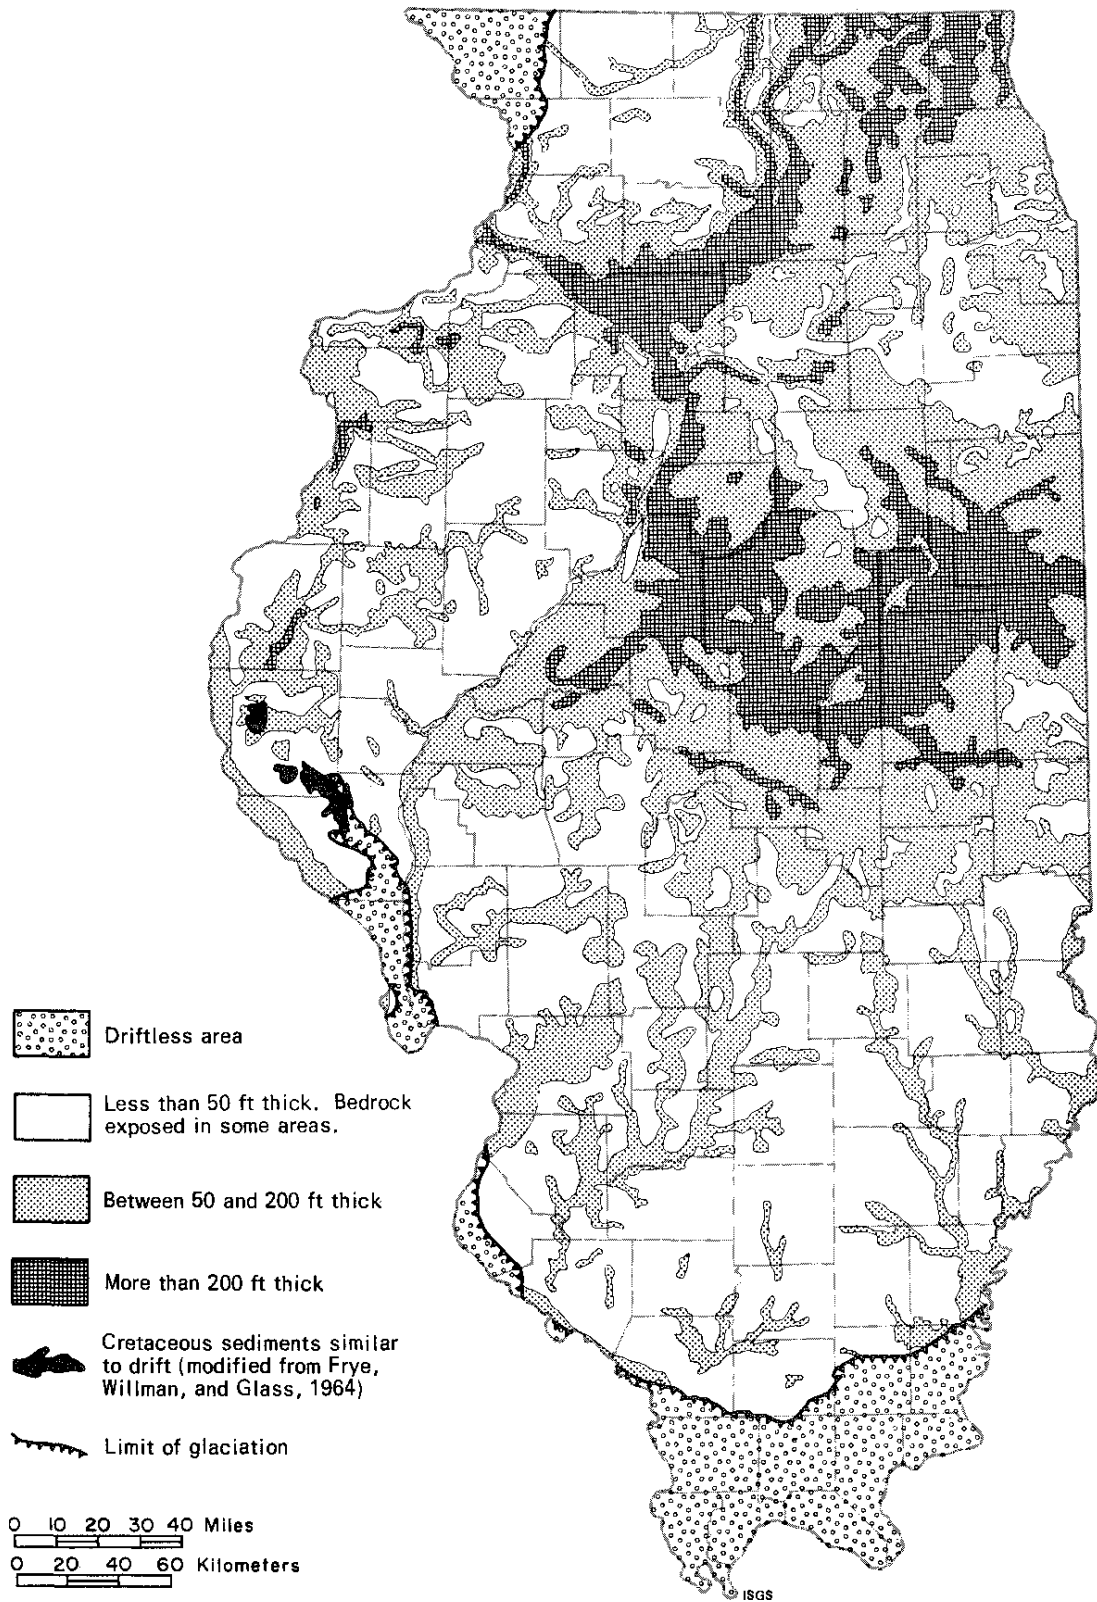 Driftless area
Less than 50 ft thick. Bedrock
exposed in some areas.
Between 50 and 200 ft thick
More than 200 ft thick
Cretaceous sediments similar
to drift (modified from Frye,
Willman, and Glass, 1964)
Limit of glaciation
0 10 20 30 40 Miles
0 20 40 60 Kilometers
ISGS